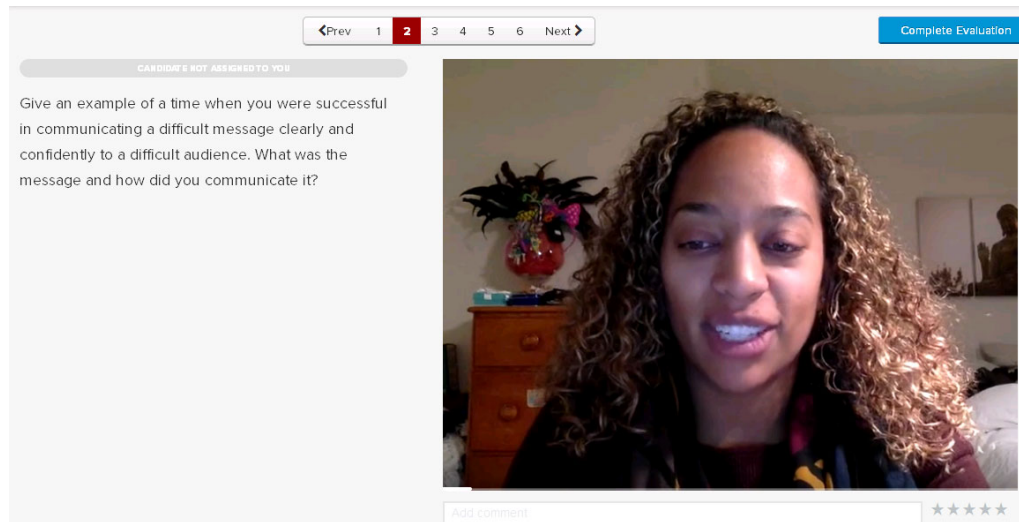 Prev 1 2 3 4 5 6 Next
Complete Evaluation
CANDIDATE NOT ASSIGNED TO YOU
Give an example of a time when you were successful
in communicating a difficult message clearly and
confidently to a difficult audience. What was the
message and how did you communicate it?
Add comment